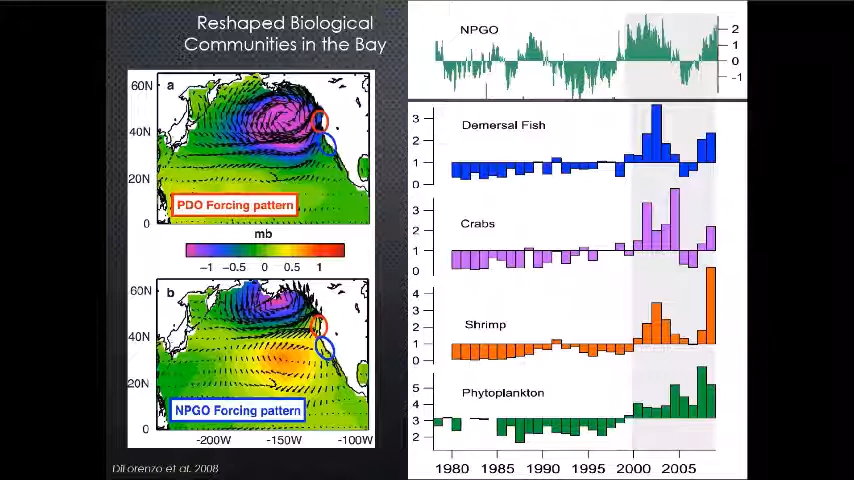 Reshaped Biological
Communities in the Bay
a
60N
40N
20N
0
PDO Forcing pattern
mb
−1 −0.5 0 0.5 1
b
60N
40N
20N
0
NPGO Forcing pattern
-200W -150W -100W
DiLorenzo et al. 2008
NPGO
2
1
0
-1
Demersal Fish
3
2
1
0
Crabs
3
2
1
0
Shrimp
4
3
2
1
0
Phytoplankton
5
4
3
2
1980 1985 1990 1995 2000 2005